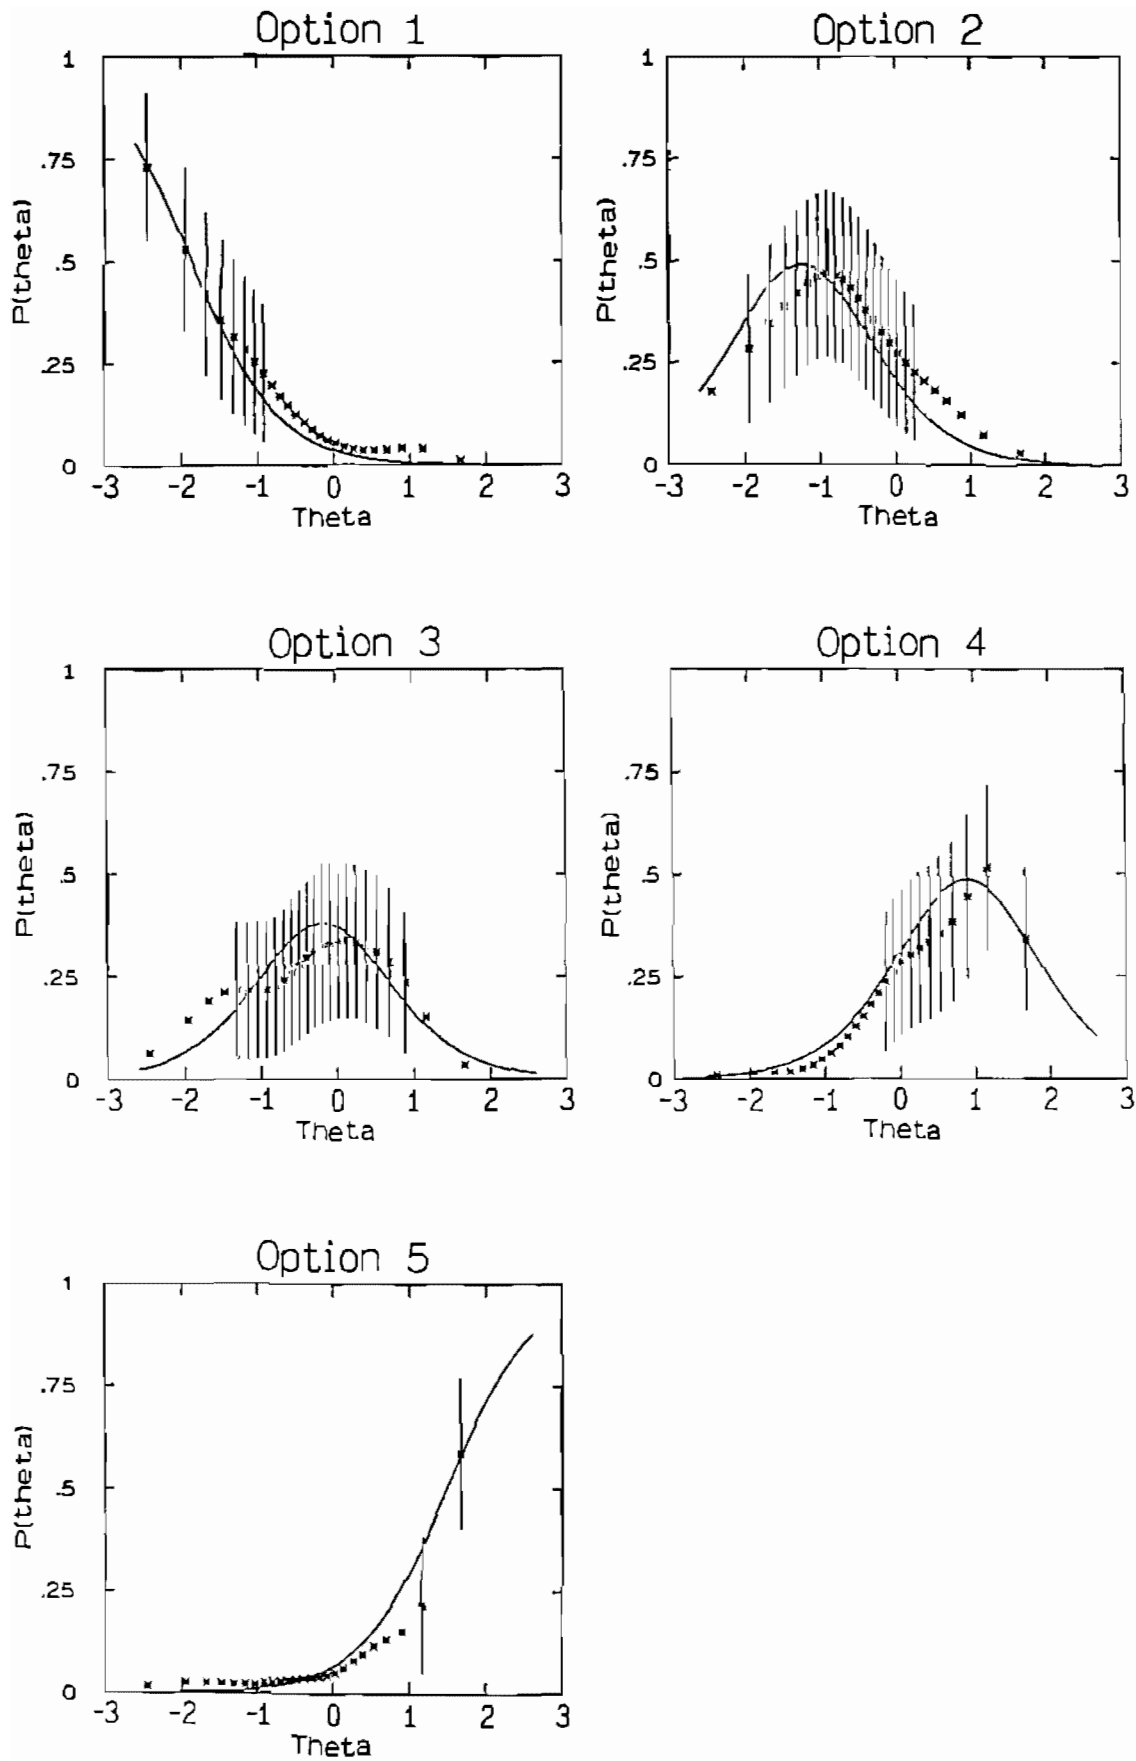 Option 1
Option 2
1
.75
.5
.25
0
P(theta)
-3 -2 -1 0 1 2 3
Theta
1
.75
.5
.25
0
P(theta)
-3 -2 -1 0 1 2 3
Theta
Option 3
Option 4
1
.75
.5
.25
0
P(theta)
-3 -2 -1 0 1 2 3
Theta
.75
.5
.25
0
P(theta)
-3 -2 -1 0 1 2 3
Theta
Option 5
1
.75
.5
.25
0
P(theta)
-3 -2 -1 0 1 2 3
Theta